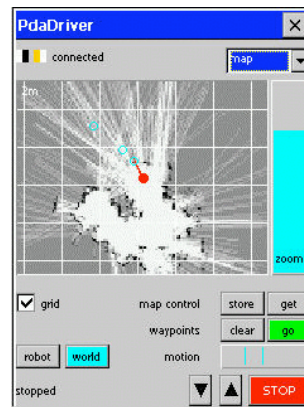 PdaDriver
connected map
2m
zoom
grid map control store get
waypoints clear go
robot world motion
stopped STOP